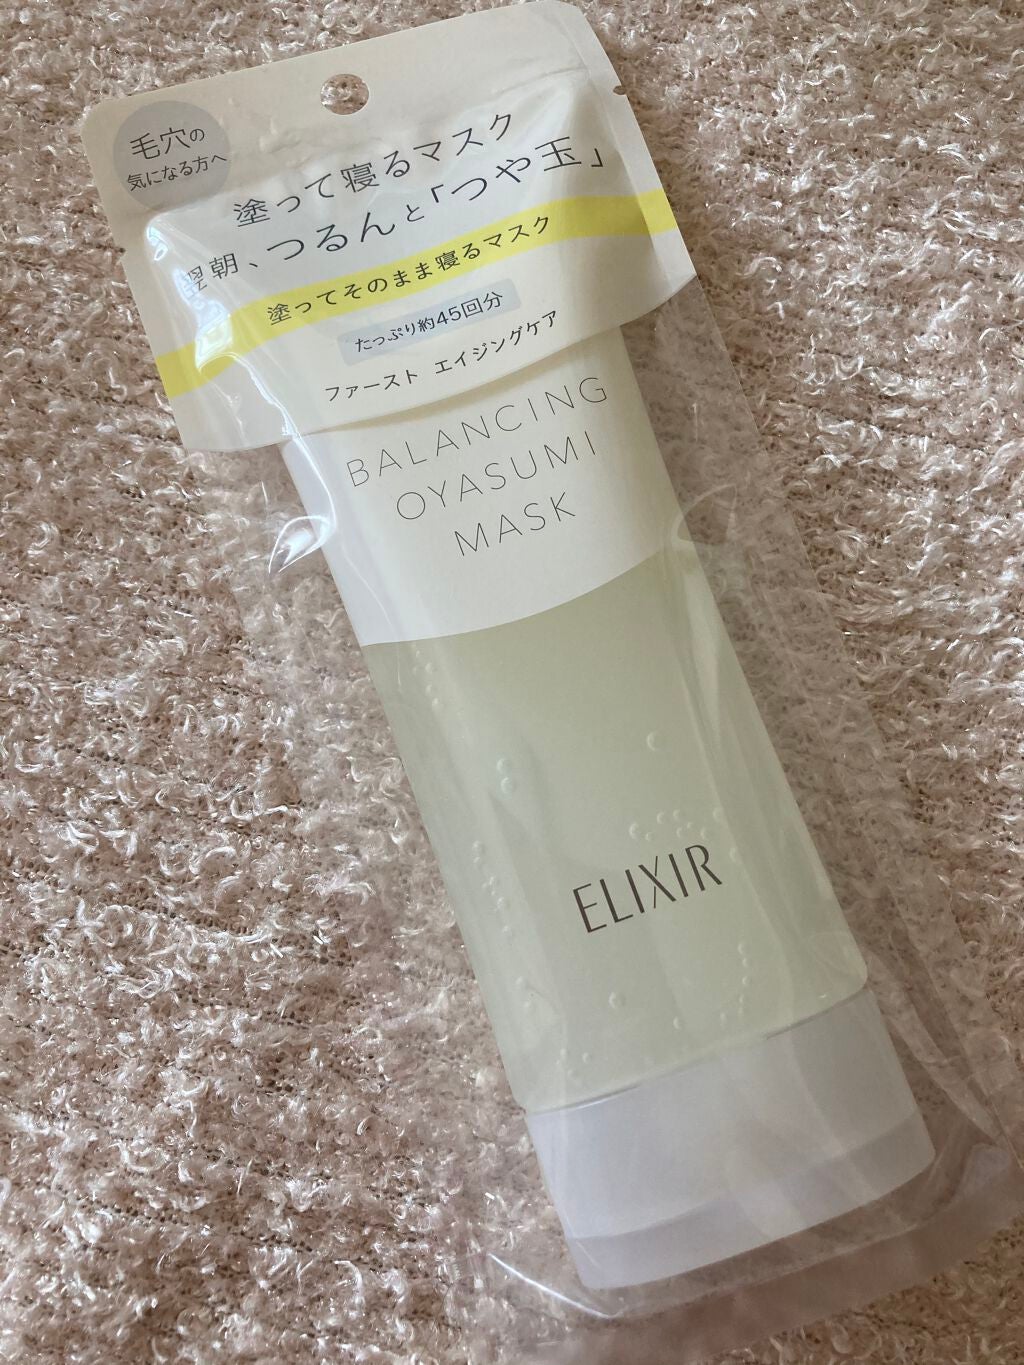 毛穴の
気になる方へ
塗って寝るマスク
翌朝、つるんと「つや玉」
塗ってそのまま寝るマスク
たっぷり約45回分
ファースト エイジングケア
BALANCING
OYASUMI
MASK
ELIXIR